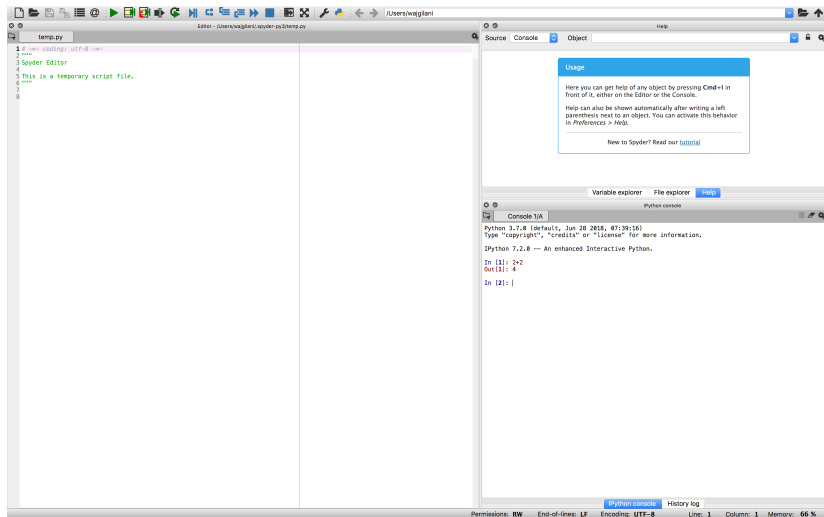 /Users/wajgilani
Editor - /Users/wajgilani/.spyder-py3/temp.py
temp.py
1 # -*- coding: utf-8 -*-
2 """
3 Spyder Editor
4
5 This is a temporary script file.
6 """
7
8
Help
Source Console Object
Usage
Here you can get help of any object by pressing Cmd+I in
front of it, either on the Editor or the Console.
Help can also be shown automatically after writing a left
parenthesis next to an object. You can activate this behavior
in Preferences > Help.
New to Spyder? Read our tutorial
Variable explorer File explorer Help
IPython console
Console 1/A
Python 3.7.0 (default, Jun 28 2018, 07:39:16)
Type "copyright", "credits" or "license" for more information.
IPython 7.2.0 -- An enhanced Interactive Python.
In [1]: 2+2
Out[1]: 4
In [2]:
IPython console History log
Permissions: RW End-of-lines: LF Encoding: UTF-8 Line: 1 Column: 1 Memory: 66 %